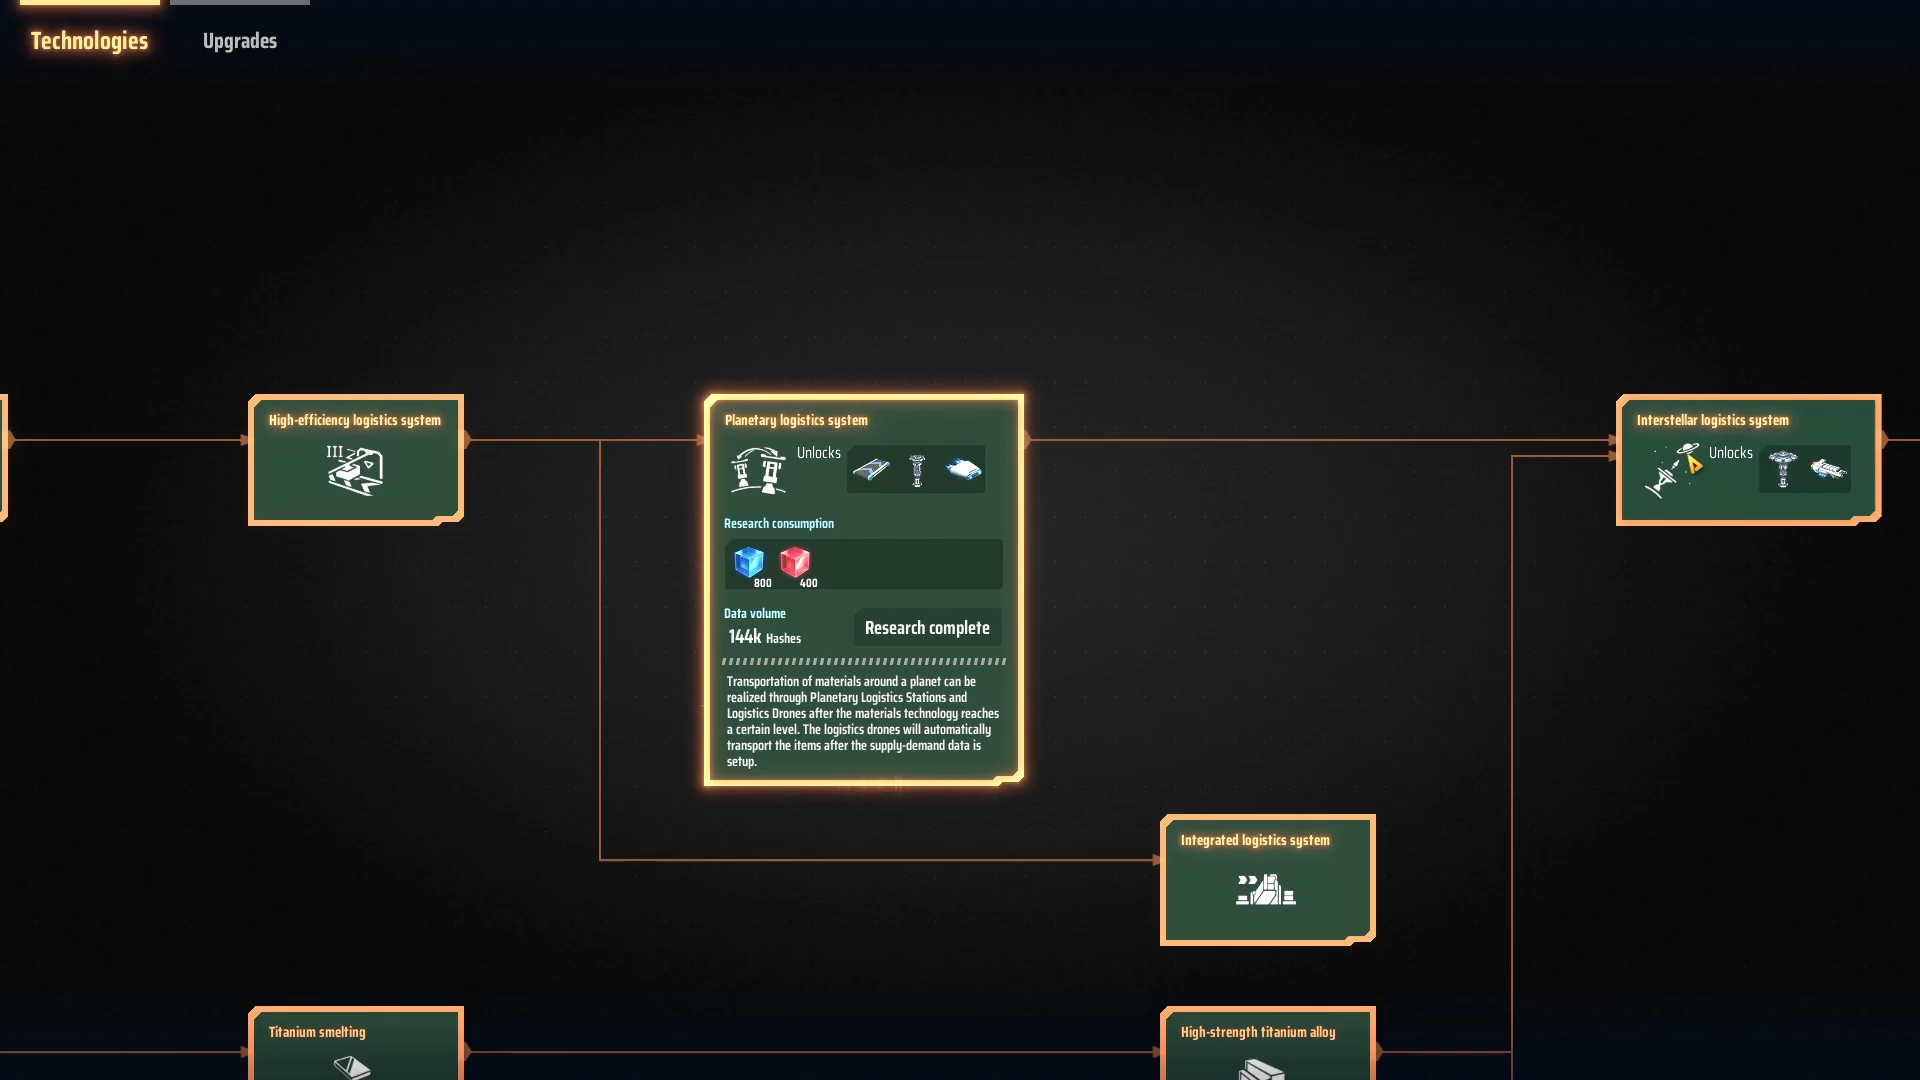 Technologies
Upgrades
High-efficiency logistics system
III
Planetary logistics system
Unlocks
Research consumption
800
400
Data volume
144k Hashes
Research complete
Transportation of materials around a planet can be
realized through Planetary Logistics Stations and
Logistics Drones after the materials technology reaches
a certain level. The logistics drones will automatically
transport the items after the supply-demand data is
setup.
Interstellar logistics system
Unlocks
Integrated logistics system
Titanium smelting
High-strength titanium alloy